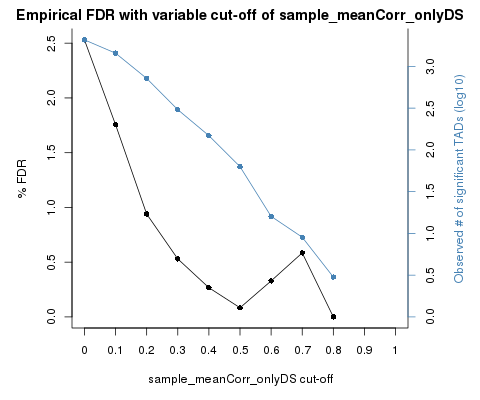 Empirical FDR with variable cut-off of sample_meanCorr_onlyDS
% FDR
2.5
2.0
1.5
1.0
0.5
0.0
3.0
2.5
2.0
1.5
1.0
0.5
0.0
Observed # of significant TADs (log10)
0 0.1 0.2 0.3 0.4 0.5 0.6 0.7 0.8 0.9 1
sample_meanCorr_onlyDS cut-off